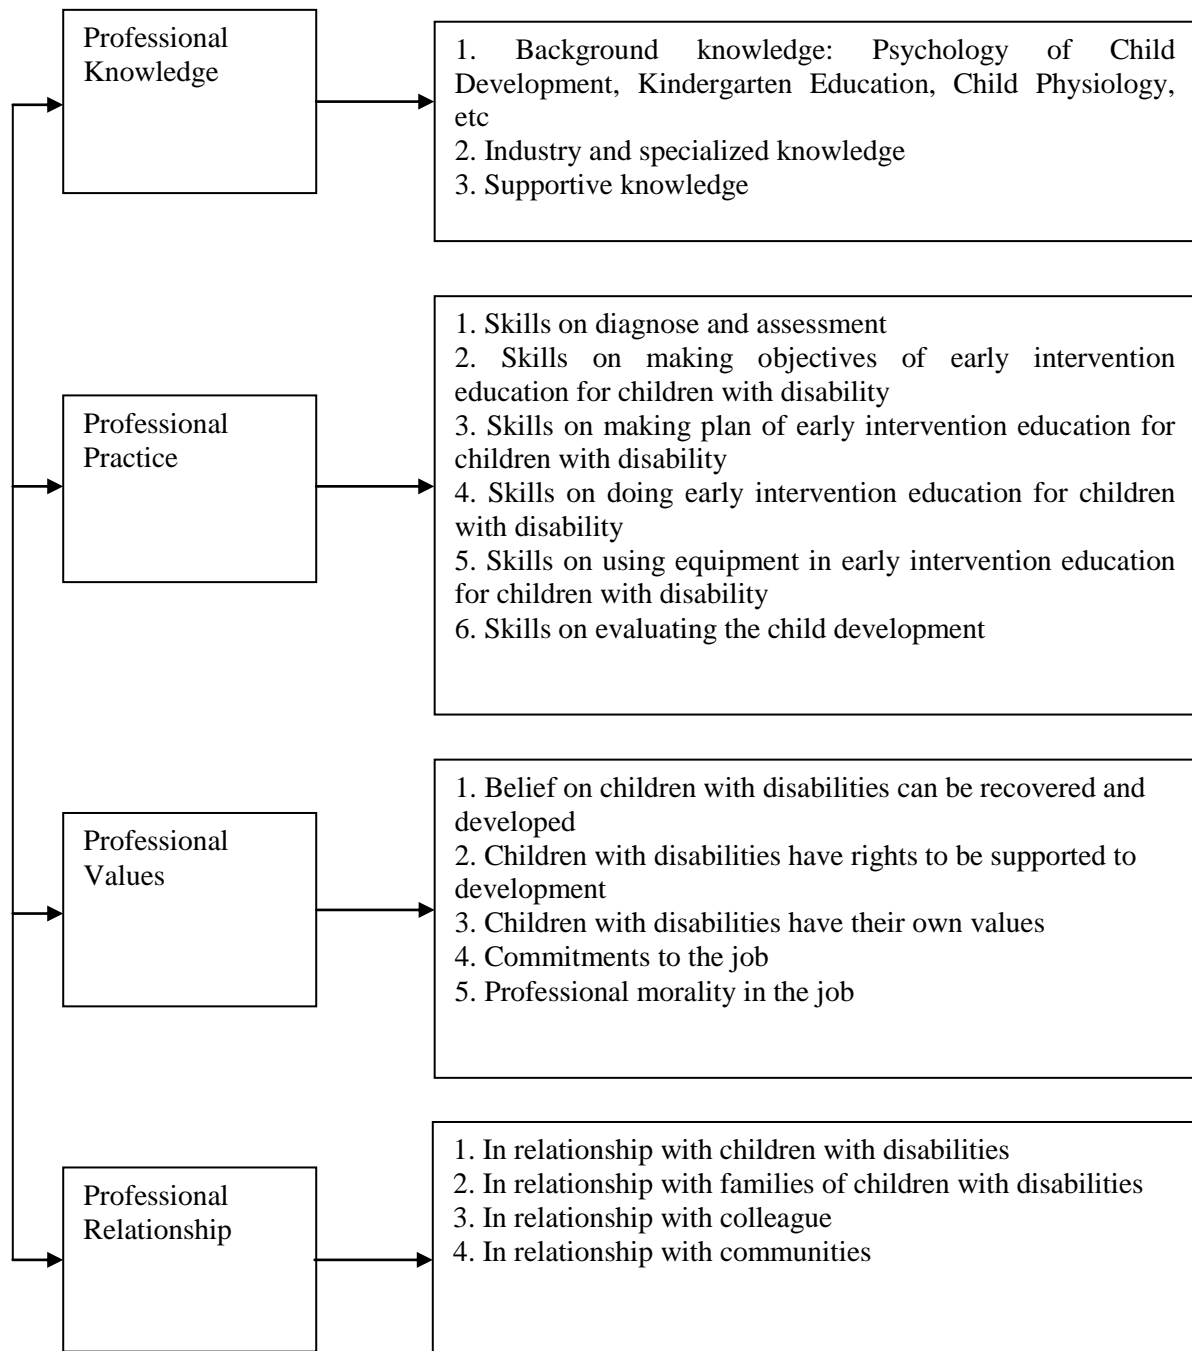 Professional
Knowledge
1. Background knowledge: Psychology of Child
Development, Kindergarten Education, Child Physiology,
etc
2. Industry and specialized knowledge
3. Supportive knowledge
Professional
Practice
1. Skills on diagnose and assessment
2. Skills on making objectives of early intervention
education for children with disability
3. Skills on making plan of early intervention education for
children with disability
4. Skills on doing early intervention education for children
with disability
5. Skills on using equipment in early intervention education
for children with disability
6. Skills on evaluating the child development
Professional
Values
1. Belief on children with disabilities can be recovered and
developed
2. Children with disabilities have rights to be supported to
development
3. Children with disabilities have their own values
4. Commitments to the job
5. Professional morality in the job
Professional
Relationship
1. In relationship with children with disabilities
2. In relationship with families of children with disabilities
3. In relationship with colleague
4. In relationship with communities